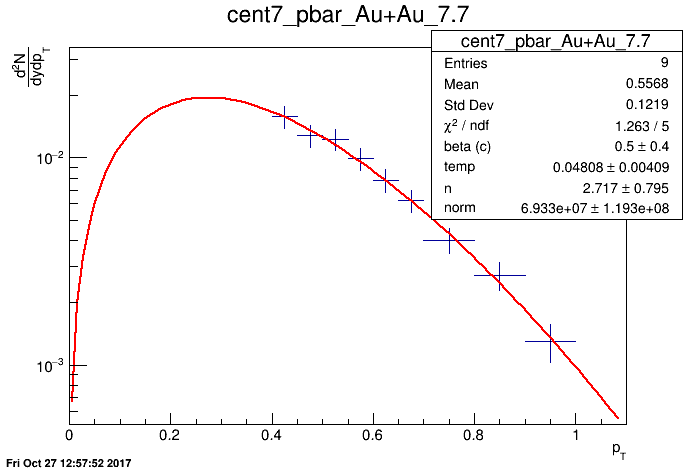 cent7_pbar_Au+Au_7.7
cent7_pbar_Au+Au_7.7
Entries 9
Mean 0.5568
Std Dev 0.1219
χ² / ndf 1.263 / 5
beta (c) 0.5 ± 0.4
temp 0.04808 ± 0.00409
n 2.717 ± 0.795
norm 6.933e+07 ± 1.193e+08
d²N
dydp_T
10⁻²
10⁻³
0 0.2 0.4 0.6 0.8 1
p_T
Fri Oct 27 12:57:52 2017